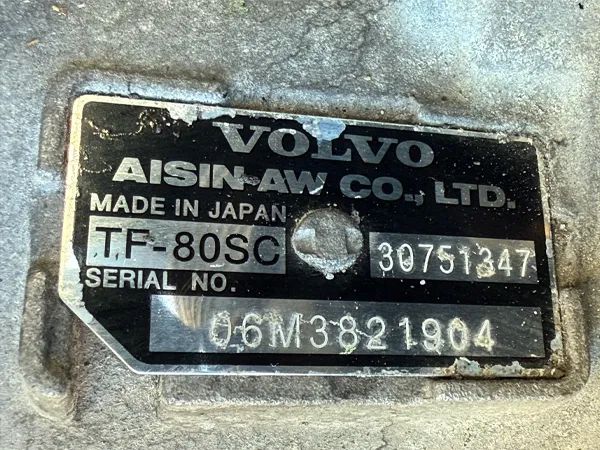 VOLVO
AISIN-AW CO., LTD.
MADE IN JAPAN
TF-80SC 30751347
SERIAL NO.
06M3821904